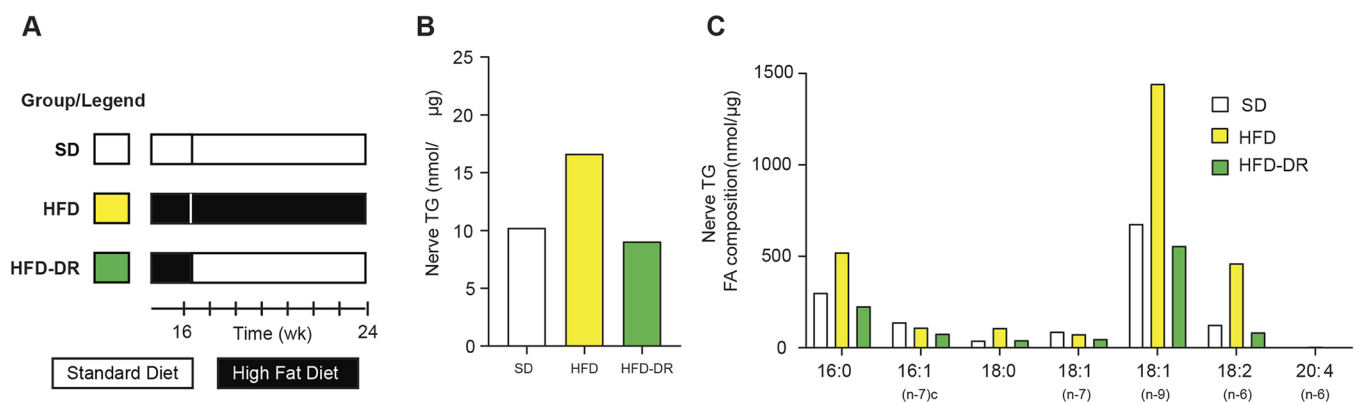 A
Group/Legend
SD
HFD
HFD-DR
16
Time (wk)
24
Standard Diet
High Fat Diet
B
Nerve TG (nmol/ µg)
25
20
15
10
5
0
SD
HFD
HFD-DR
C
Nerve TG
FA composition(nmol/µg)
1500
1000
500
0
16:0
16:1
(n-7)c
18:0
18:1
(n-7)
18:1
(n-9)
18:2
(n-6)
20:4
(n-6)
SD
HFD
HFD-DR